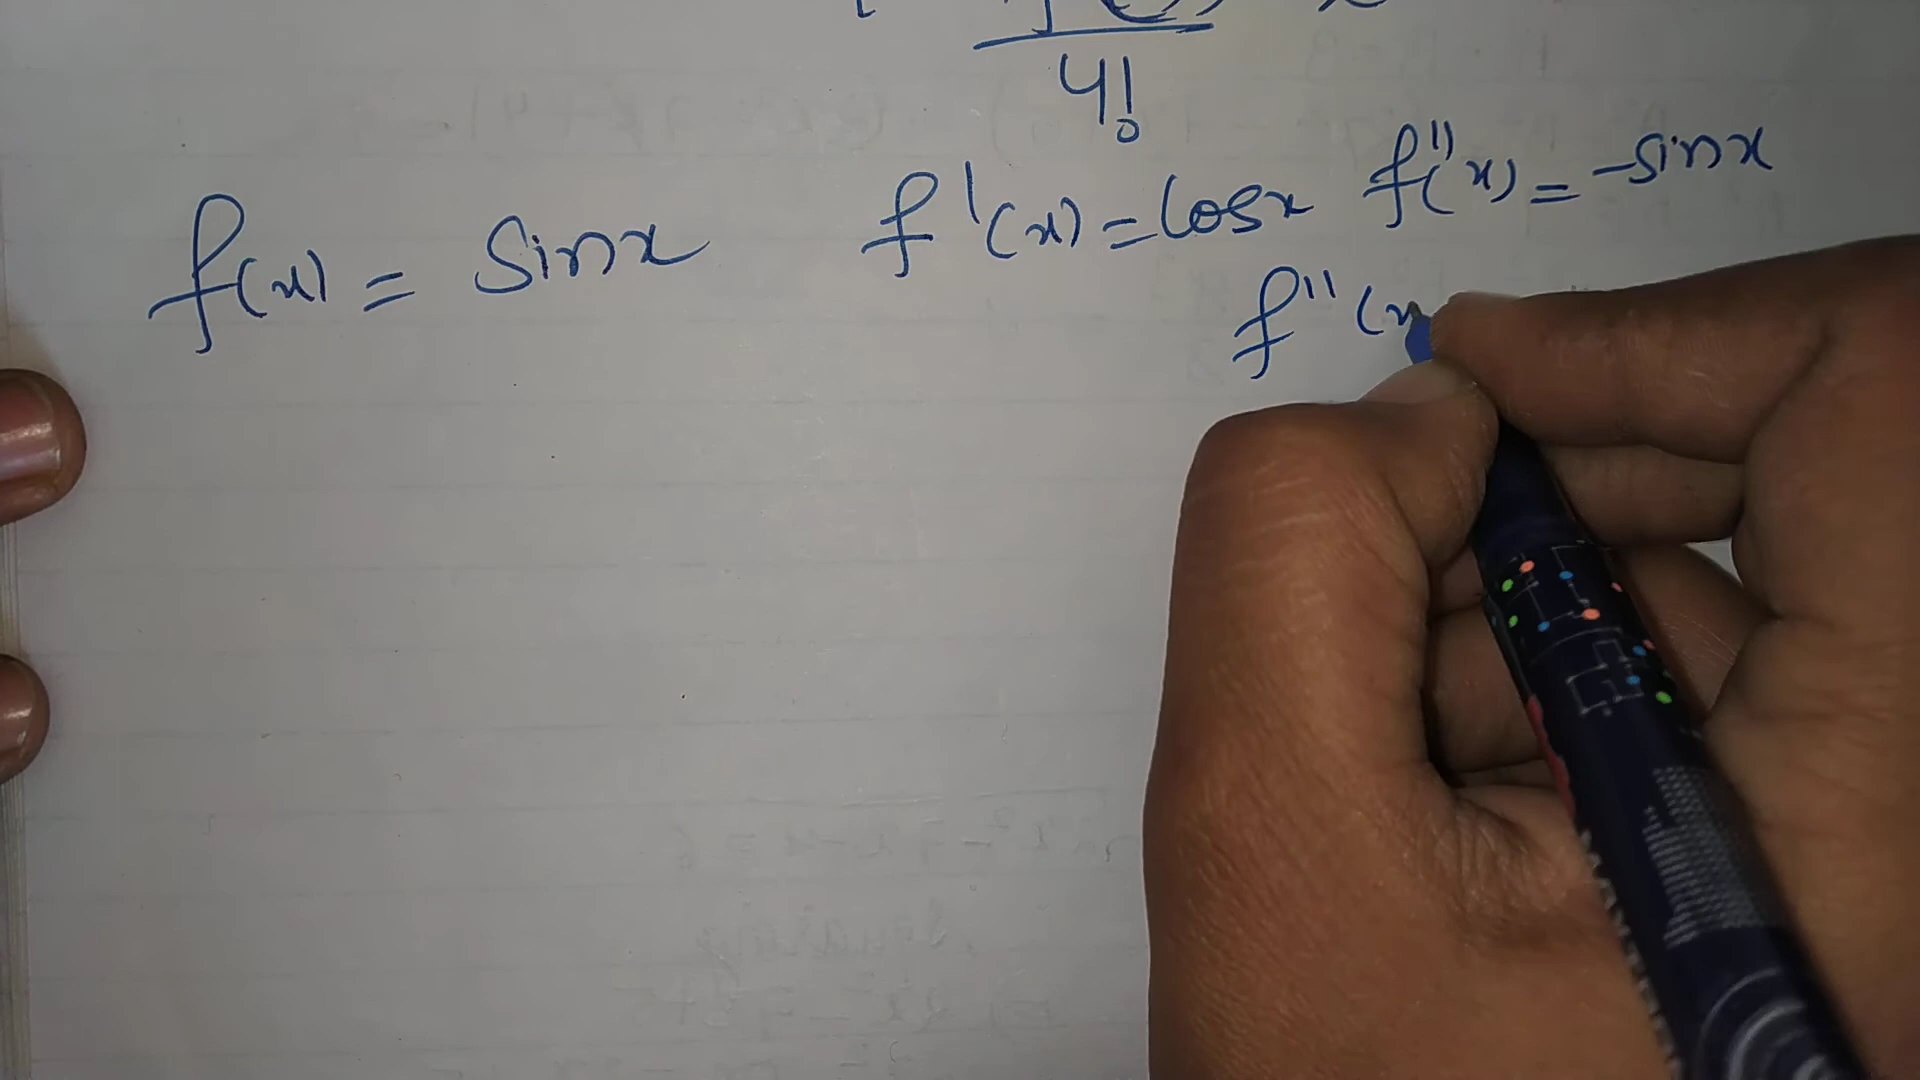 4!
f(x) = Sinx f'(x) = Cosx f''(x) = -sinx
f''(x